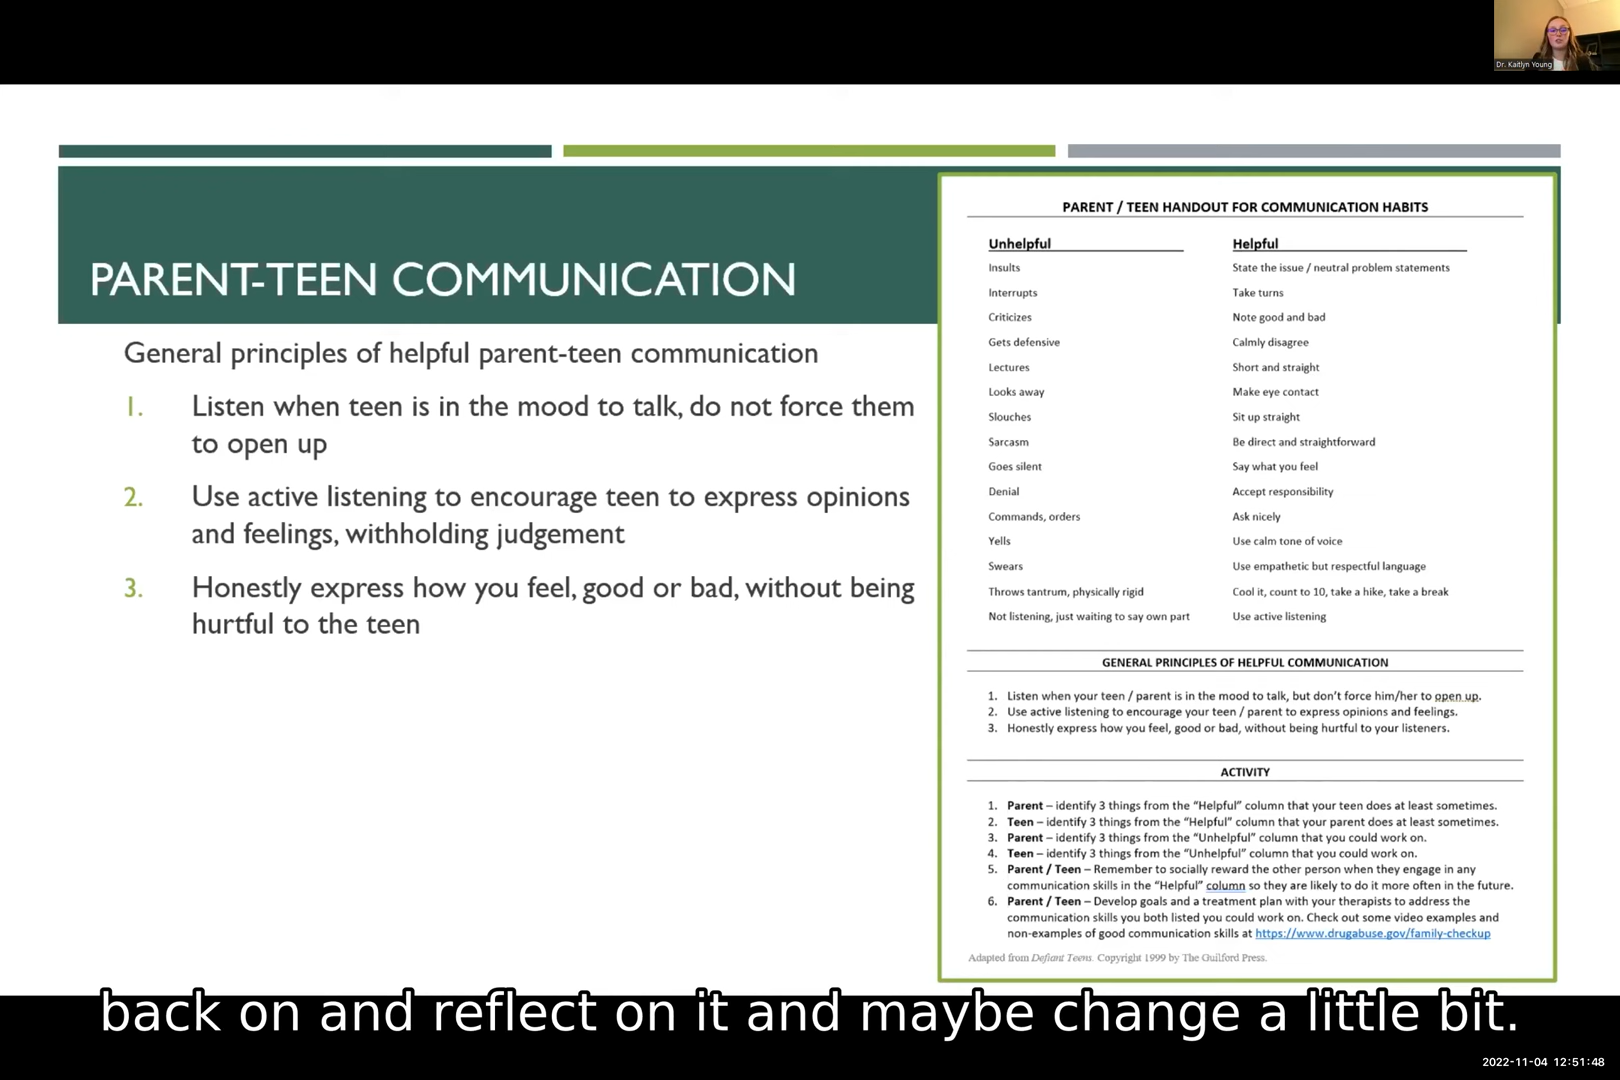 Dr. Kaitlyn Young
PARENT-TEEN COMMUNICATION
General principles of helpful parent-teen communication
1. Listen when teen is in the mood to talk, do not force them
to open up
2. Use active listening to encourage teen to express opinions
and feelings, withholding judgement
3. Honestly express how you feel, good or bad, without being
hurtful to the teen
PARENT / TEEN HANDOUT FOR COMMUNICATION HABITS
Unhelpful Helpful
Insults State the issue / neutral problem statements
Interrupts Take turns
Criticizes Note good and bad
Gets defensive Calmly disagree
Lectures Short and straight
Looks away Make eye contact
Slouches Sit up straight
Sarcasm Be direct and straightforward
Goes silent Say what you feel
Denial Accept responsibility
Commands, orders Ask nicely
Yells Use calm tone of voice
Swears Use empathetic but respectful language
Throws tantrum, physically rigid Cool it, count to 10, take a hike, take a break
Not listening, just waiting to say own part Use active listening
GENERAL PRINCIPLES OF HELPFUL COMMUNICATION
1. Listen when your teen / parent is in the mood to talk, but don't force him/her to open up.
2. Use active listening to encourage your teen / parent to express opinions and feelings.
3. Honestly express how you feel, good or bad, without being hurtful to your listeners.
ACTIVITY
1. Parent – identify 3 things from the “Helpful” column that your teen does at least sometimes.
2. Teen – identify 3 things from the “Helpful” column that your parent does at least sometimes.
3. Parent – identify 3 things from the “Unhelpful” column that you could work on.
4. Teen – identify 3 things from the “Unhelpful” column that you could work on.
5. Parent / Teen – Remember to socially reward the other person when they engage in any
communication skills in the “Helpful” column so they are likely to do it more often in the future.
6. Parent / Teen – Develop goals and a treatment plan with your therapists to address the
communication skills you both listed you could work on. Check out some video examples and
non-examples of good communication skills at https://www.drugabuse.gov/family-checkup
Adapted from Defiant Teens. Copyright 1999 by The Guilford Press.
back on and reflect on it and maybe change a little bit.
2022-11-04 12:51:48